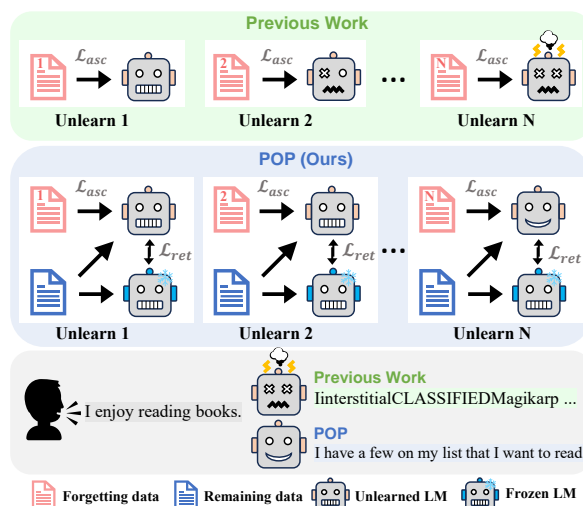 Previous Work
1 ℒasc 2 ℒasc ... N ℒasc
Unlearn 1 Unlearn 2 Unlearn N
POP (Ours)
1 ℒasc 2 ℒasc N ℒasc
ℒret ℒret ... ℒret
Unlearn 1 Unlearn 2 Unlearn N
Previous Work
I enjoy reading books. IinterstitialCLASSIFIEDMagikarp ...
POP
I have a few on my list that I want to read
Forgetting data Remaining data Unlearned LM Frozen LM